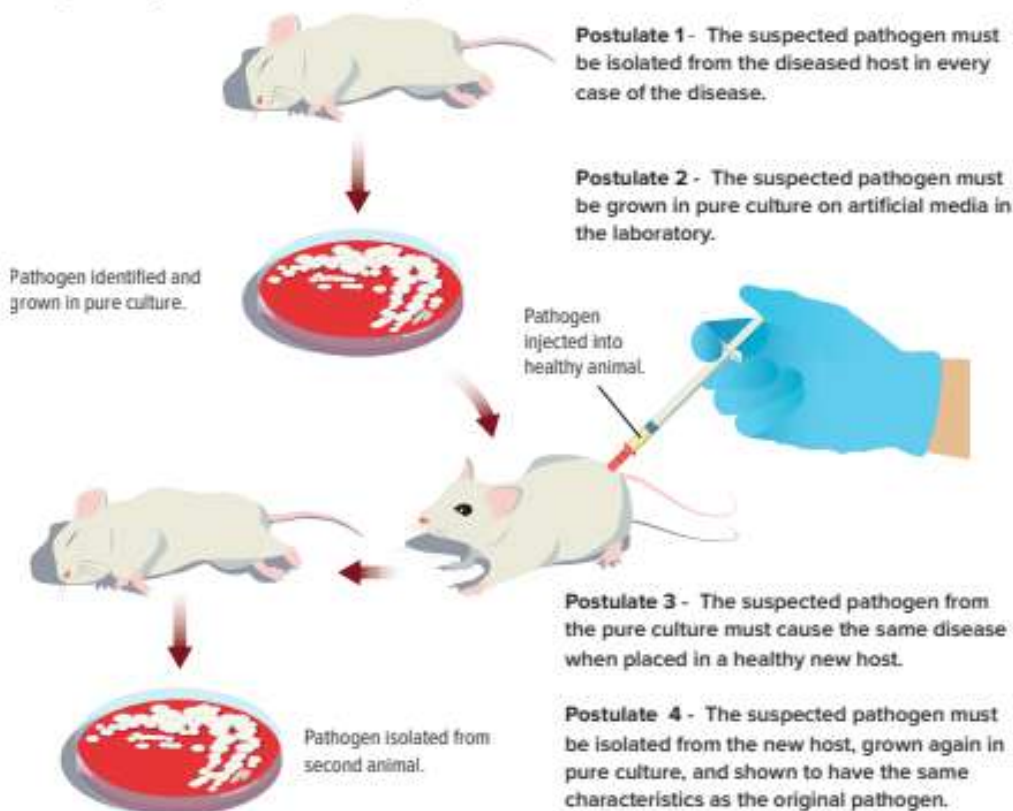 Postulate 1 - The suspected pathogen must
be isolated from the diseased host in every
case of the disease.
Postulate 2 - The suspected pathogen must
be grown in pure culture on artificial media in
the laboratory.
Pathogen identified and
grown in pure culture.
Pathogen
injected into
healthy animal.
Postulate 3 - The suspected pathogen from
the pure culture must cause the same disease
when placed in a healthy new host.
Postulate 4 - The suspected pathogen must
be isolated from the new host, grown again in
pure culture, and shown to have the same
characteristics as the original pathogen.
Pathogen isolated from
second animal.